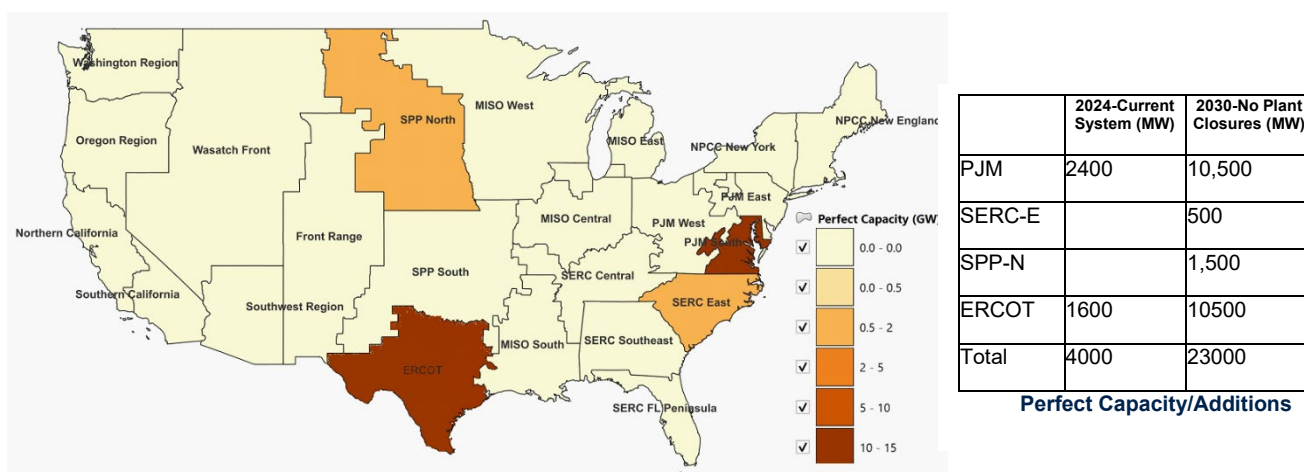 Washington Region
Oregon Region
Wasatch Front
Northern California
Southern California
Southwest Region
Front Range
SPP North
SPP South
MISO West
MISO East
MISO Central
MISO South
ERCOT
SERC Central
SERC Southeast
SERC East
SERC FL Peninsula
PJM West
PJM East
NPCC New York
NPCC New England
Perfect Capacity (GW)
0.0 - 0.0
0.0 - 0.5
0.5 - 2
2 - 5
5 - 10
10 - 15
2024-Current System (MW)
2030-No Plant Closures (MW)
PJM 2400 10,500
SERC-E 500
SPP-N 1,500
ERCOT 1600 10500
Total 4000 23000
Perfect Capacity/Additions